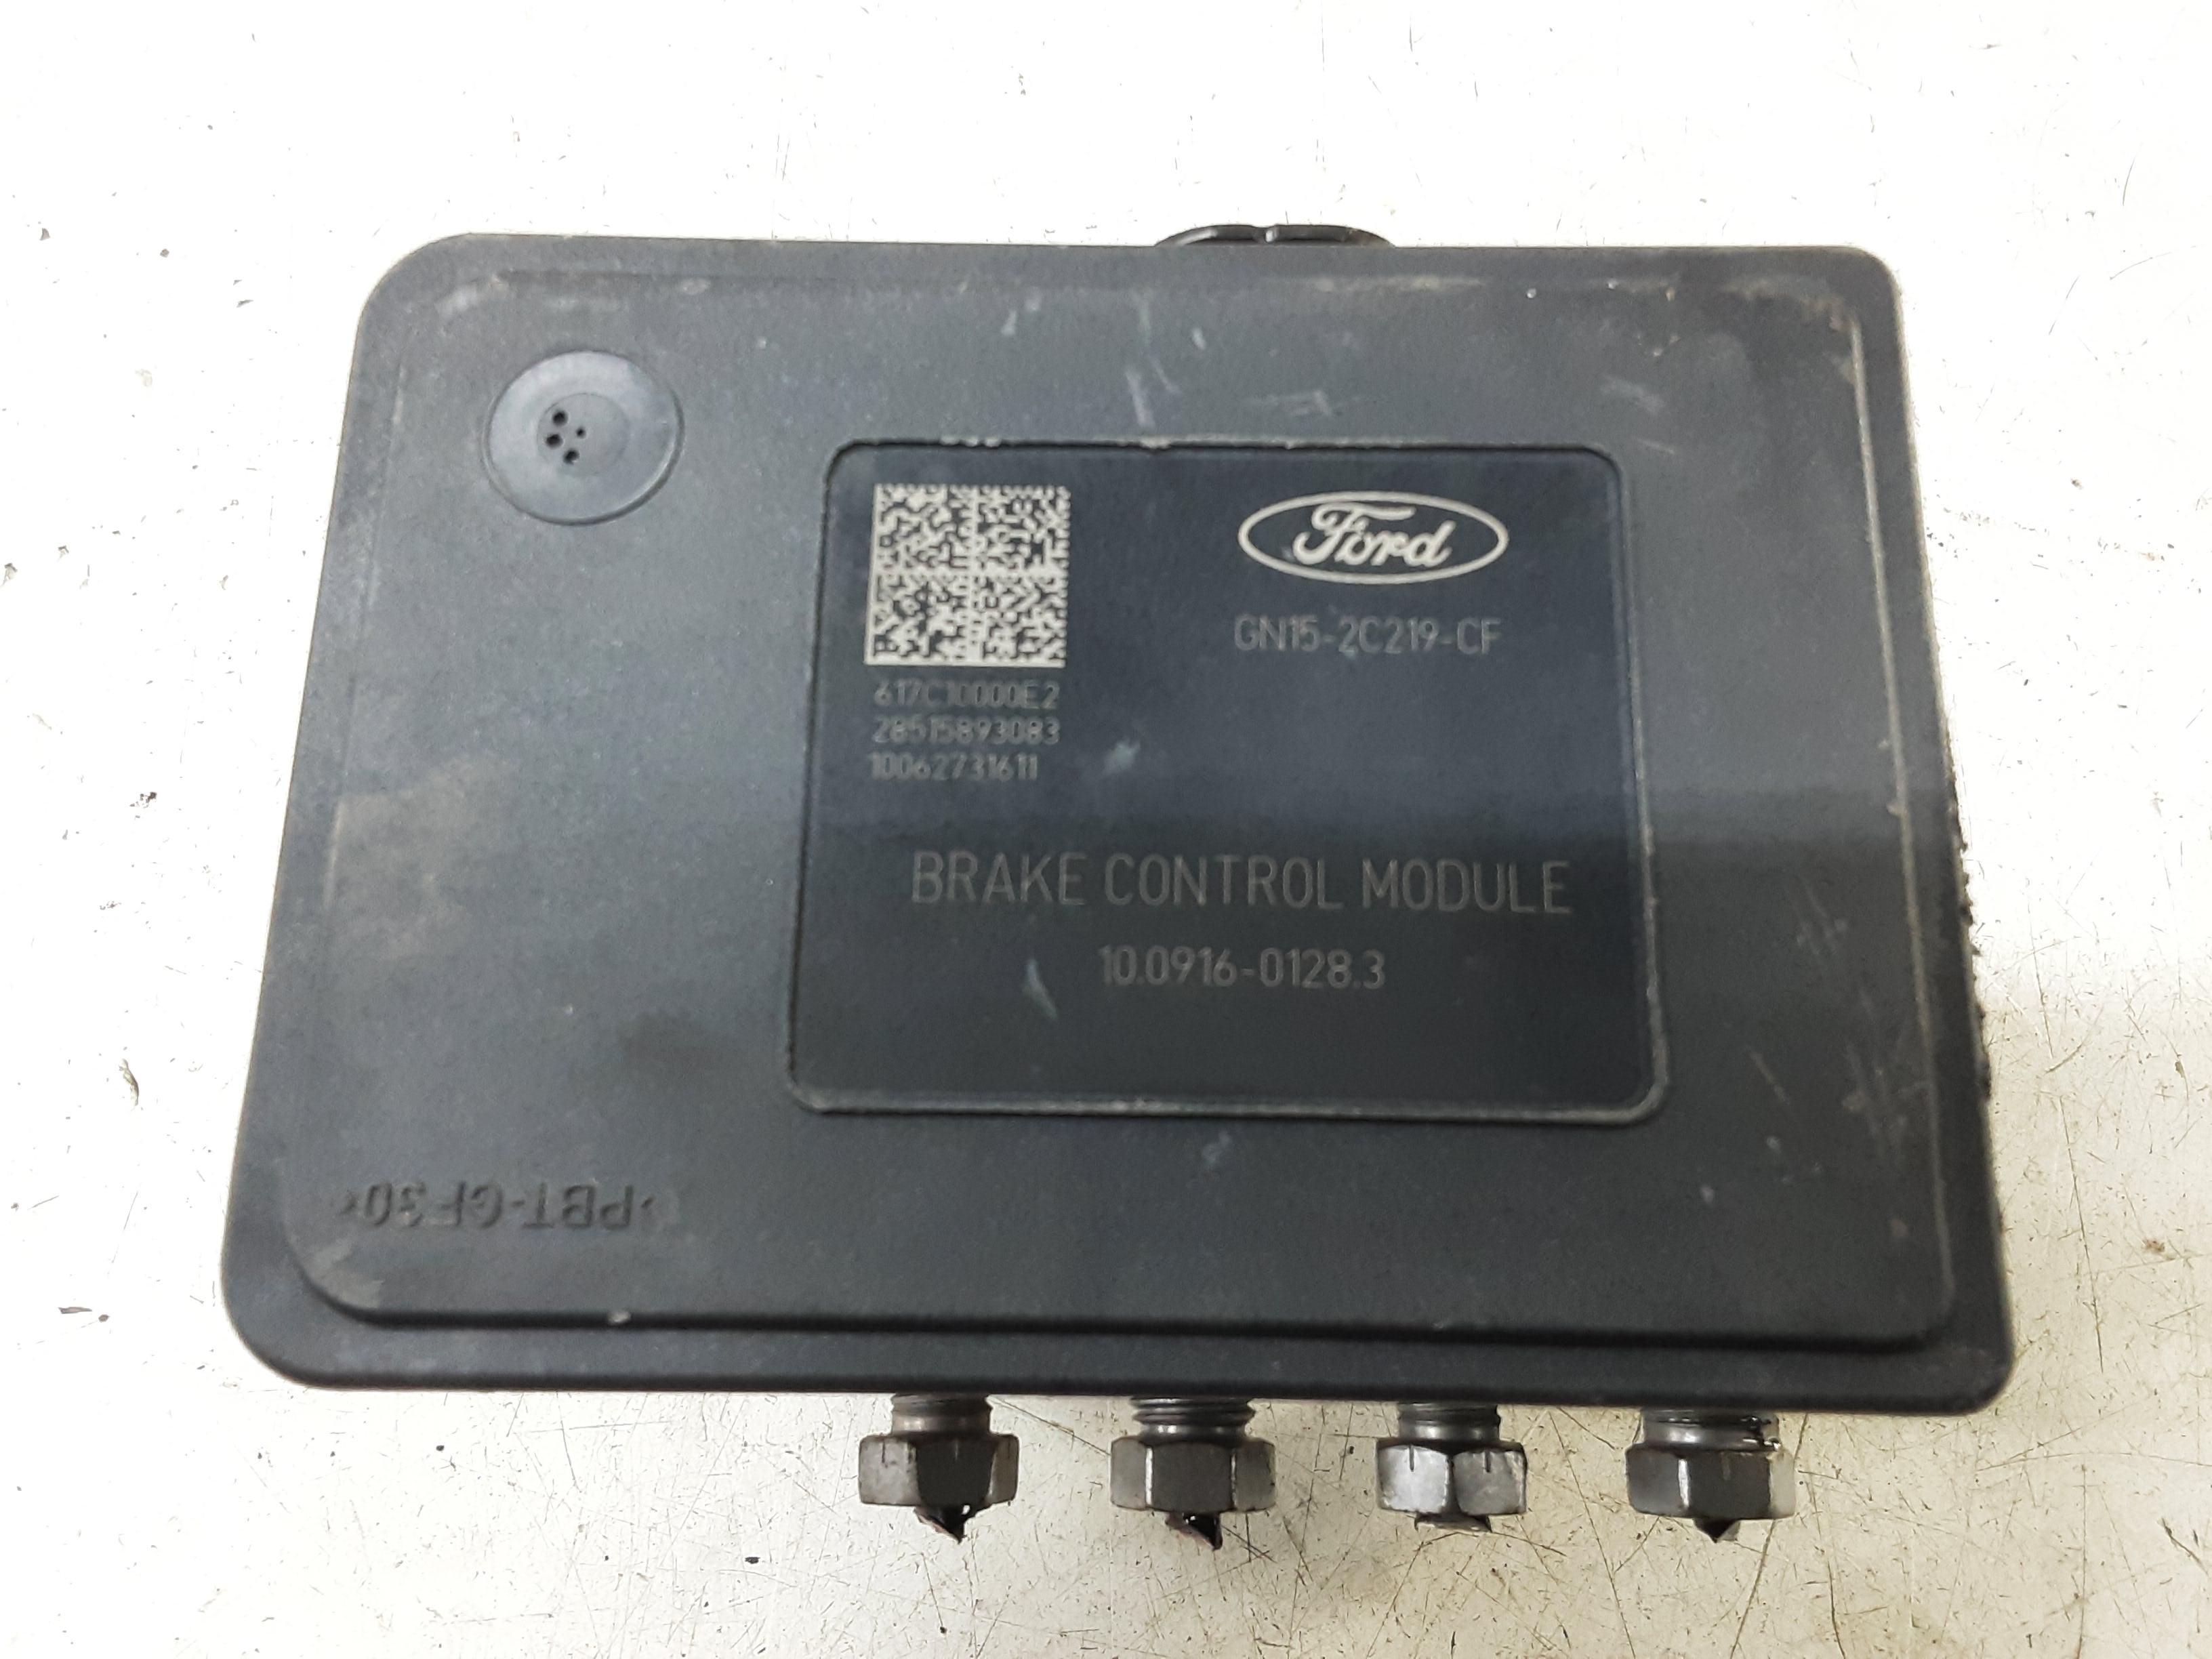 Ford
GN15-2C219-CF
617C10000E2
28515893083
10062731611
BRAKE CONTROL MODULE
10.0916-0128.3
>PBT-GF30<